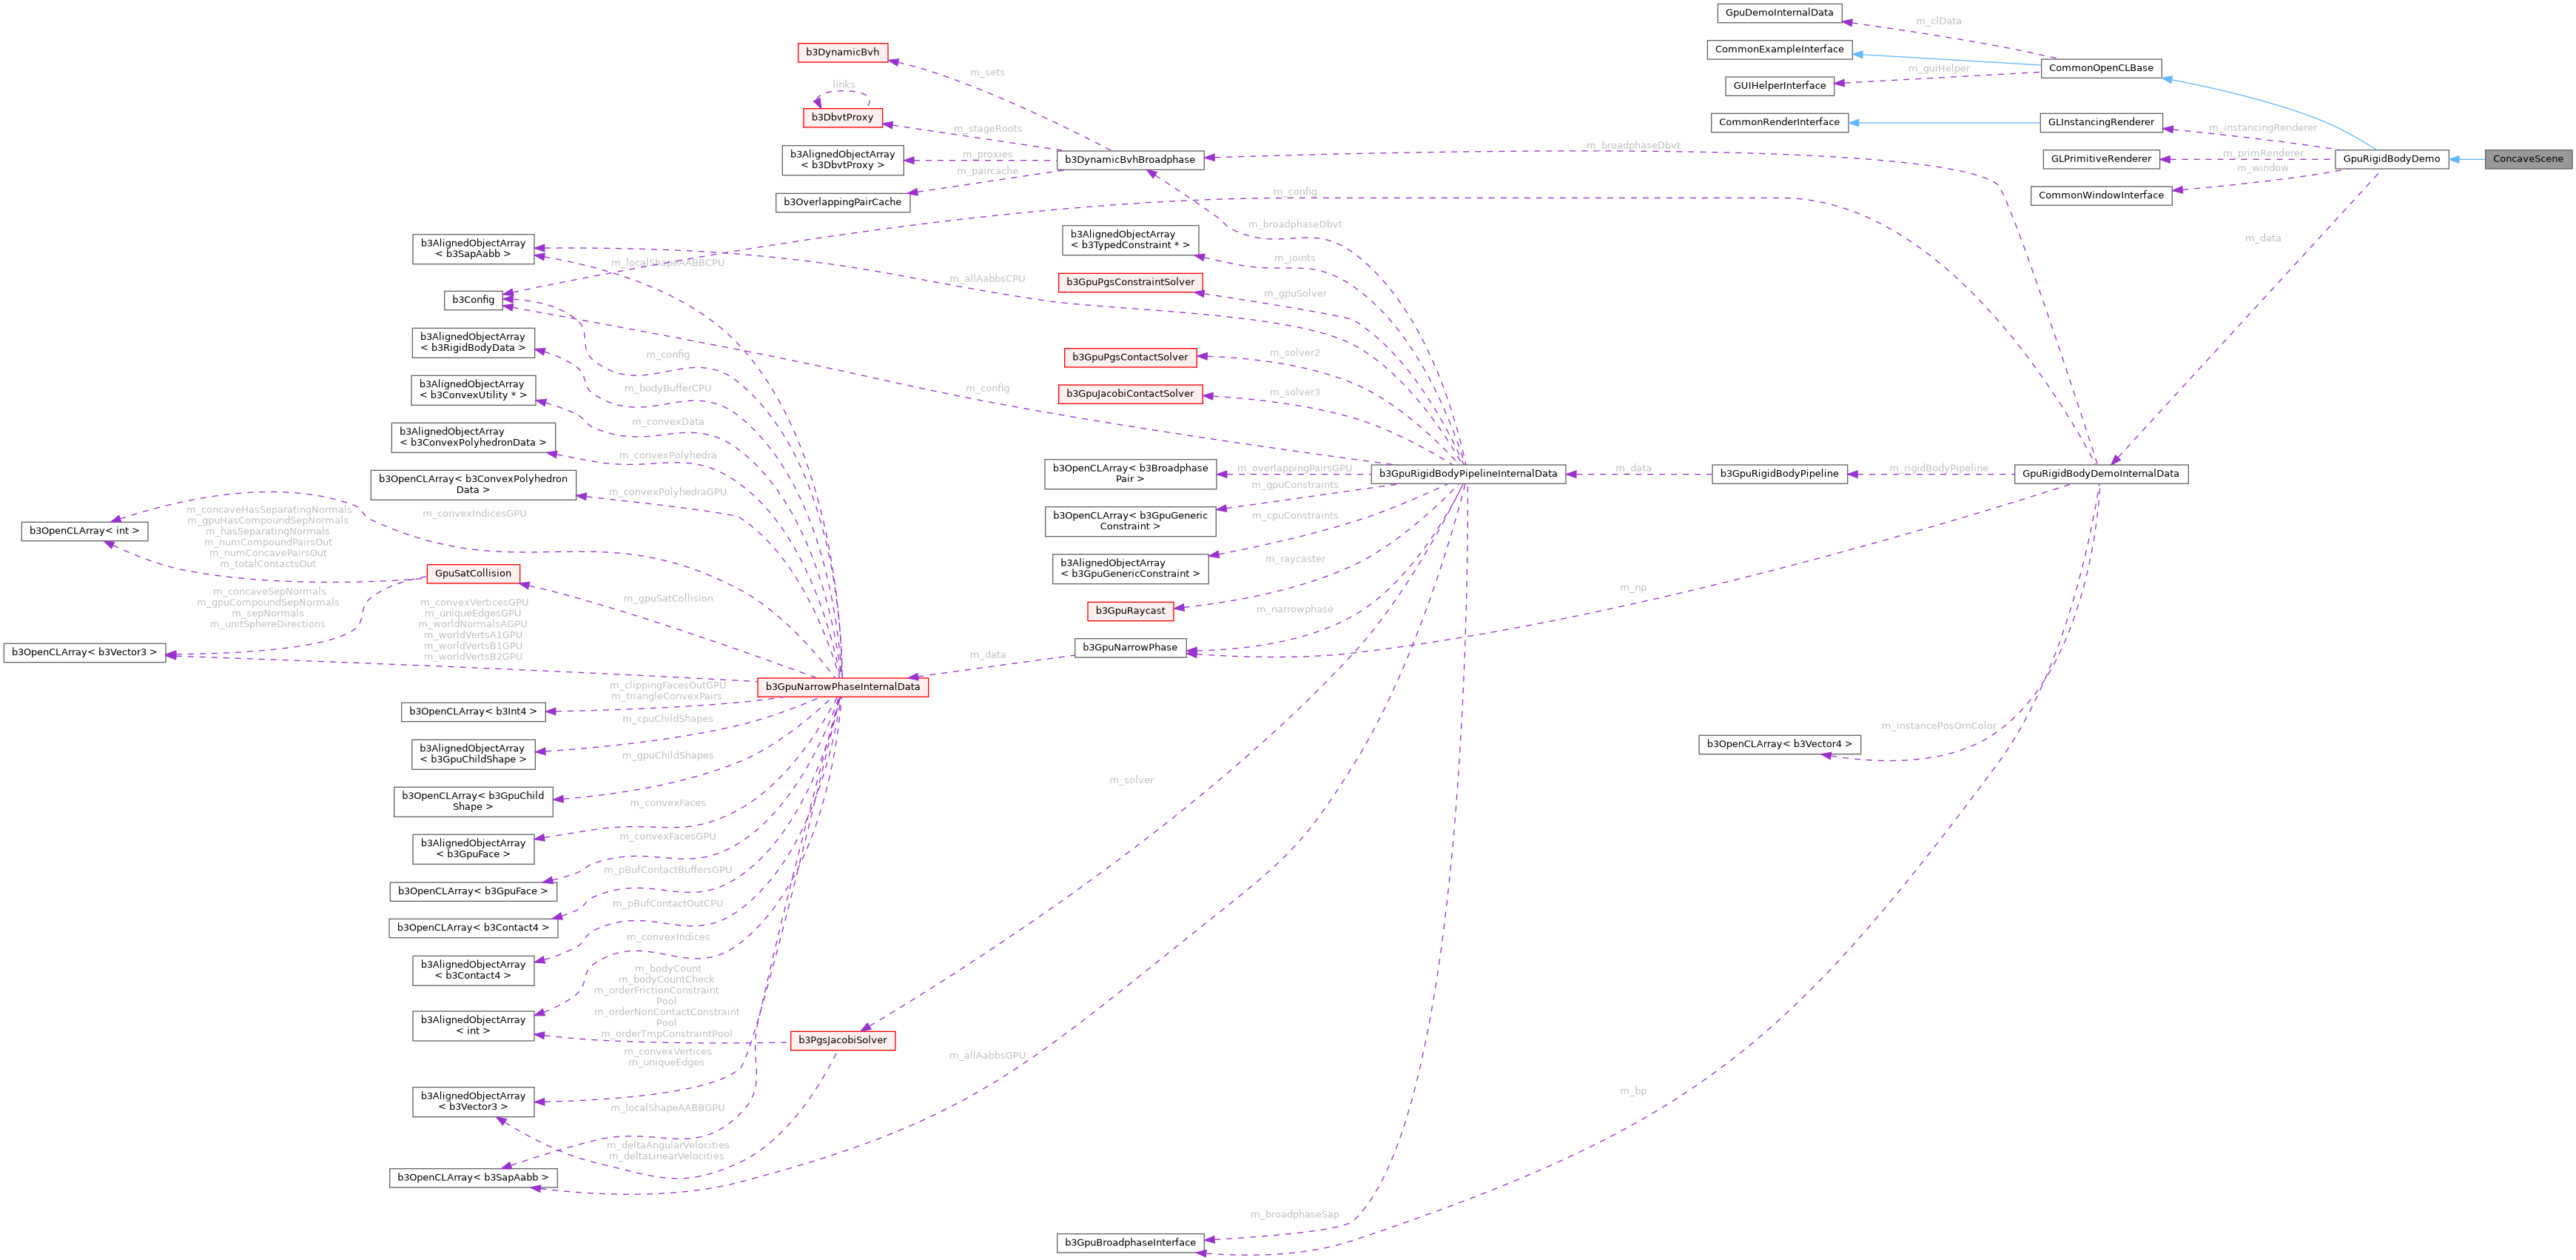 GpuDemoInternalData
m_clData
CommonExampleInterface
b3DynamicBvh
CommonOpenCLBase
m_sets
m_guiHelper
GUIHelperInterface
links
b3DbvtProxy
CommonRenderInterface
GLInstancingRenderer
m_stageRoots
m_instancingRenderer
m_broadphaseDbvt
b3AlignedObjectArray
< b3DbvtProxy >
m_proxies
b3DynamicBvhBroadphase
GLPrimitiveRenderer
m_primRenderer
GpuRigidBodyDemo
ConcaveScene
m_paircache
m_window
m_config
CommonWindowInterface
b3OverlappingPairCache
m_broadphaseDbvt
b3AlignedObjectArray
< b3TypedConstraint * >
m_data
b3AlignedObjectArray
< b3SapAabb >
m_localShapeAABBCPU
m_joints
m_allAabbsCPU
b3GpuPgsConstraintSolver
m_gpuSolver
b3Config
b3AlignedObjectArray
< b3RigidBodyData >
m_config
b3GpuPgsContactSolver
m_solver2
b3AlignedObjectArray
< b3ConvexUtility * >
m_bodyBufferCPU
m_config
b3GpuJacobiContactSolver
m_solver3
m_convexData
b3AlignedObjectArray
< b3ConvexPolyhedronData >
m_convexPolyhedra
b3OpenCLArray< b3Broadphase
Pair >
m_overlappingPairsGPU
b3GpuRigidBodyPipelineInternalData
m_data
b3GpuRigidBodyPipeline
m_rigidBodyPipeline
GpuRigidBodyDemoInternalData
b3OpenCLArray< b3ConvexPolyhedron
Data >
m_convexPolyhedraGPU
m_gpuConstraints
b3OpenCLArray< b3GpuGeneric
Constraint >
m_cpuConstraints
b3OpenCLArray< int >
m_concaveHasSeparatingNormals
m_gpuHasCompoundSepNormals
m_hasSeparatingNormals
m_numCompoundPairsOut
m_numConcavePairsOut
m_totalContactsOut
m_convexIndicesGPU
b3AlignedObjectArray
< b3GpuGenericConstraint >
m_raycaster
GpuSatCollision
m_concaveSepNormals
m_gpuCompoundSepNormals
m_sepNormals
m_unitSphereDirections
m_gpuSatCollision
m_np
b3GpuRaycast
m_narrowphase
m_convexVerticesGPU
m_uniqueEdgesGPU
m_worldNormalsAGPU
m_worldVertsA1GPU
m_worldVertsB1GPU
m_worldVertsB2GPU
b3OpenCLArray< b3Vector3 >
b3GpuNarrowPhase
m_data
b3GpuNarrowPhaseInternalData
m_clippingFacesOutGPU
m_triangleConvexPairs
b3OpenCLArray< b3Int4 >
m_cpuChildShapes
b3AlignedObjectArray
< b3GpuChildShape >
m_gpuChildShapes
m_instancePosOrnColor
b3OpenCLArray< b3Vector4 >
m_solver
b3OpenCLArray< b3GpuChild
Shape >
m_convexFaces
b3AlignedObjectArray
< b3GpuFace >
m_convexFacesGPU
m_pBufContactBuffersGPU
b3OpenCLArray< b3GpuFace >
m_pBufContactOutCPU
b3OpenCLArray< b3Contact4 >
m_convexIndices
b3AlignedObjectArray
< b3Contact4 >
m_bodyCount
m_bodyCountCheck
m_orderFrictionConstraint
Pool
m_orderNonContactConstraint
Pool
m_orderTmpConstraintPool
b3AlignedObjectArray
< int >
b3PgsJacobiSolver
m_convexVertices
m_uniqueEdges
m_allAabbsGPU
m_bp
b3AlignedObjectArray
< b3Vector3 >
m_localShapeAABBGPU
m_deltaAngularVelocities
m_deltaLinearVelocities
b3OpenCLArray< b3SapAabb >
m_broadphaseSap
b3GpuBroadphaseInterface